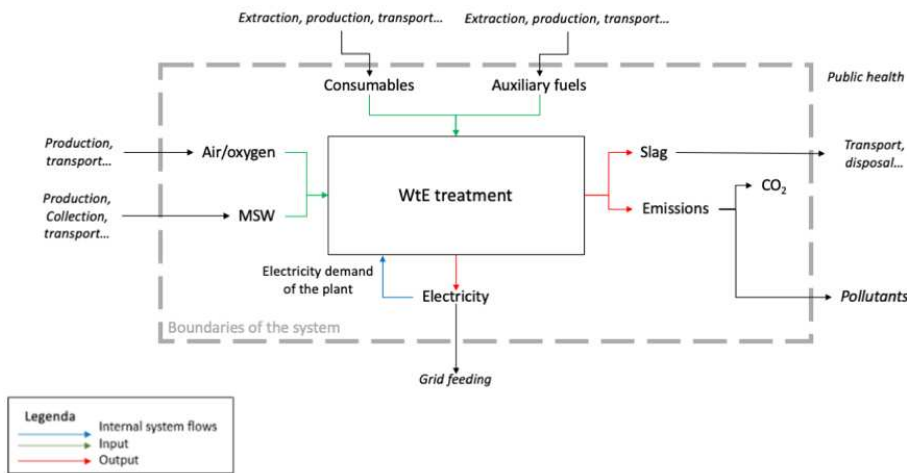 Extraction, production, transport…
Extraction, production, transport…
Public health
Consumables
Auxiliary fuels
Production,
transport…
Air/oxygen
Slag
Transport,
disposal…
CO₂
WtE treatment
Production,
Collection,
transport…
MSW
Emissions
Electricity demand
of the plant
Electricity
Pollutants
Boundaries of the system
Grid feeding
Legenda
Internal system flows
Input
Output